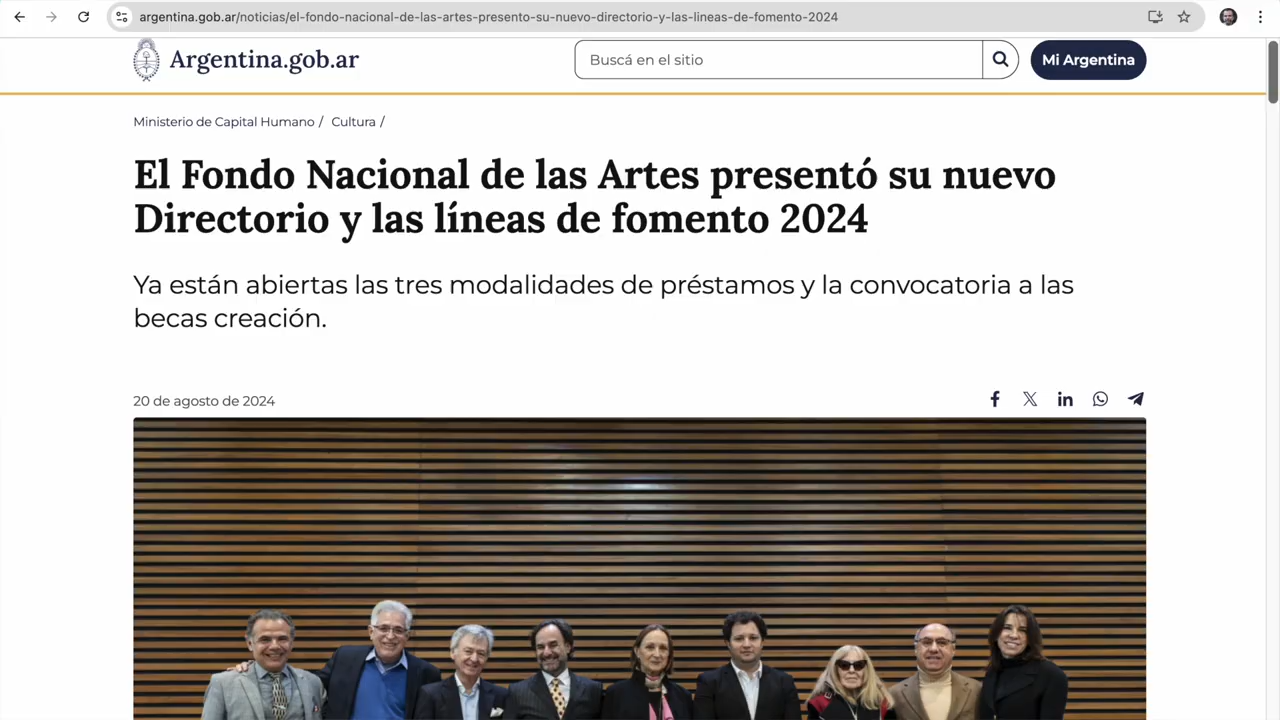 argentina.gob.ar/noticias/el-fondo-nacional-de-las-artes-presento-su-nuevo-directorio-y-las-lineas-de-fomento-2024
Argentina.gob.ar
Buscá en el sitio
Mi Argentina
Ministerio de Capital Humano / Cultura /
El Fondo Nacional de las Artes presentó su nuevo
Directorio y las líneas de fomento 2024
Ya están abiertas las tres modalidades de préstamos y la convocatoria a las
becas creación.
20 de agosto de 2024